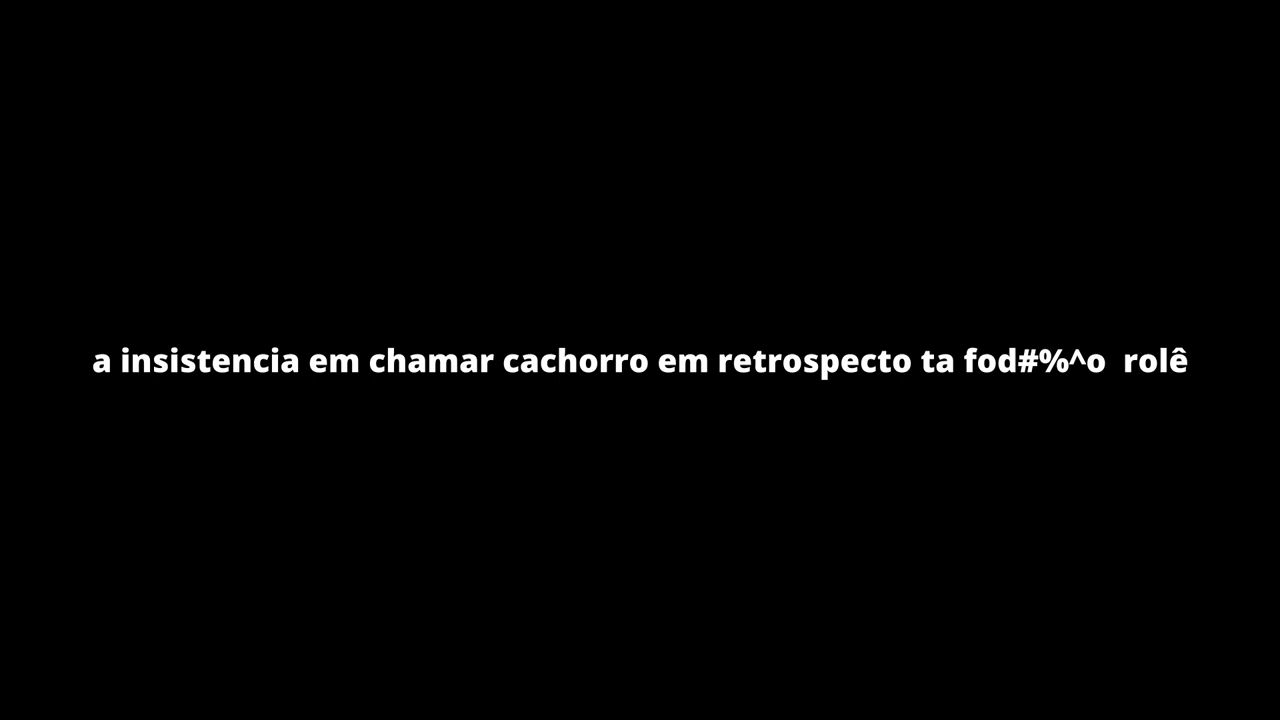 a insistencia em chamar cachorro em retrospecto ta fod#%^o  rolê